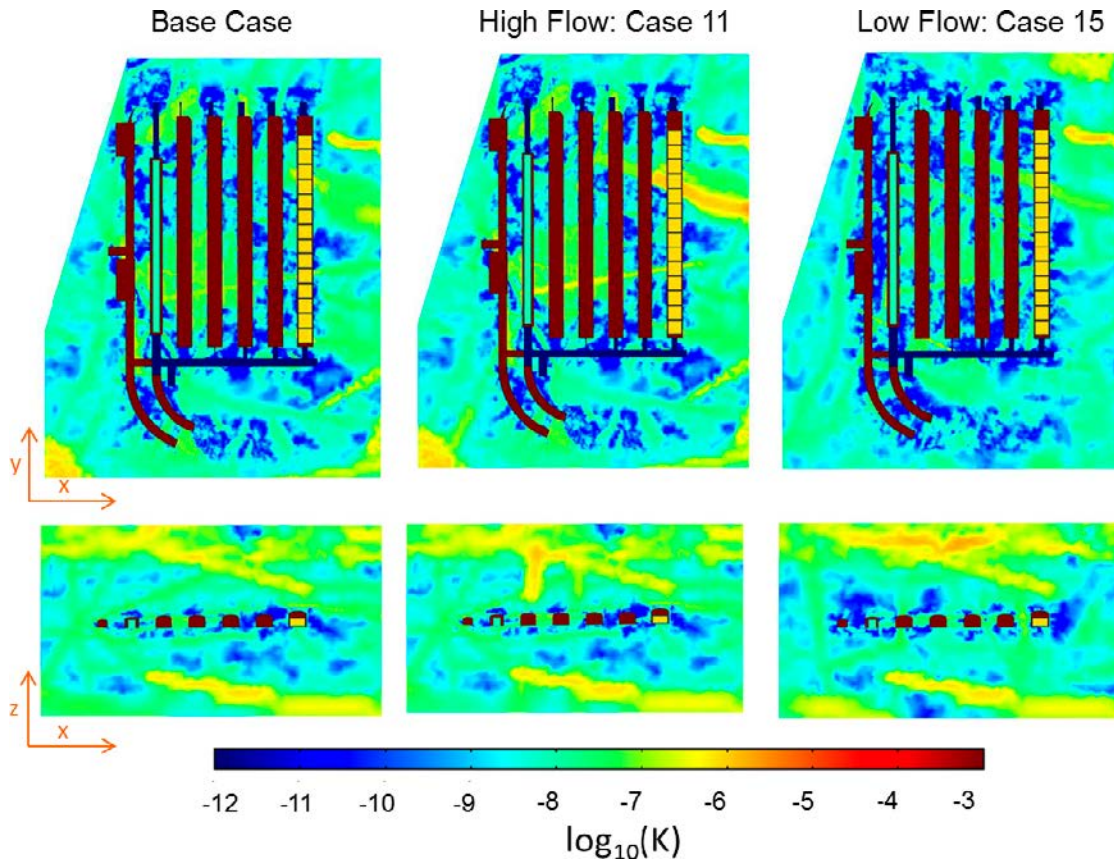 Base Case
High Flow: Case 11
Low Flow: Case 15
y
x
z
x
-12 -11 -10 -9 -8 -7 -6 -5 -4 -3
log₁₀(K)